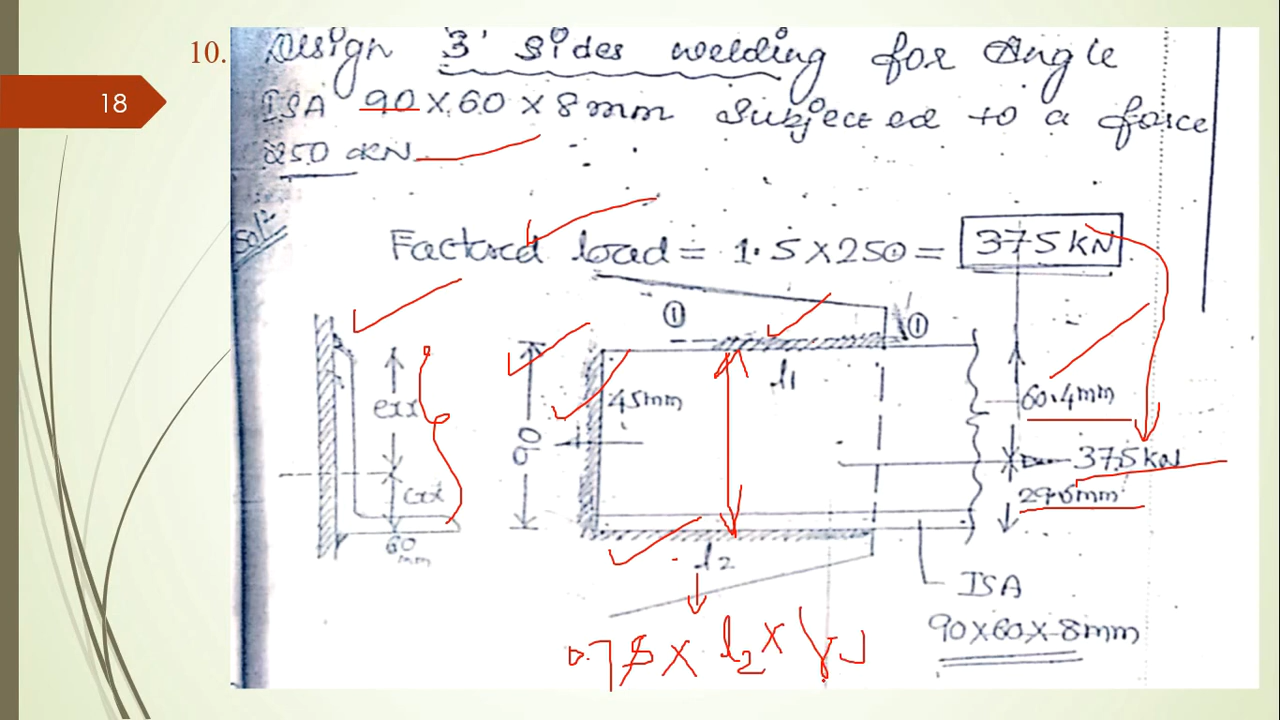 10.
18
Design 3' sides welding for Angle
ISA 90 X 60 X 8 mm Subjected to a force
250 KN
Sol:
Factored load = 1.5 X 250 = 375 kN
① ①
l1
exx
45mm
60.4mm
90
375 kN
Cxx
29.6mm
60 mm
l2
ISA
90 X 60 X 8 mm
0.7 S X l2 X